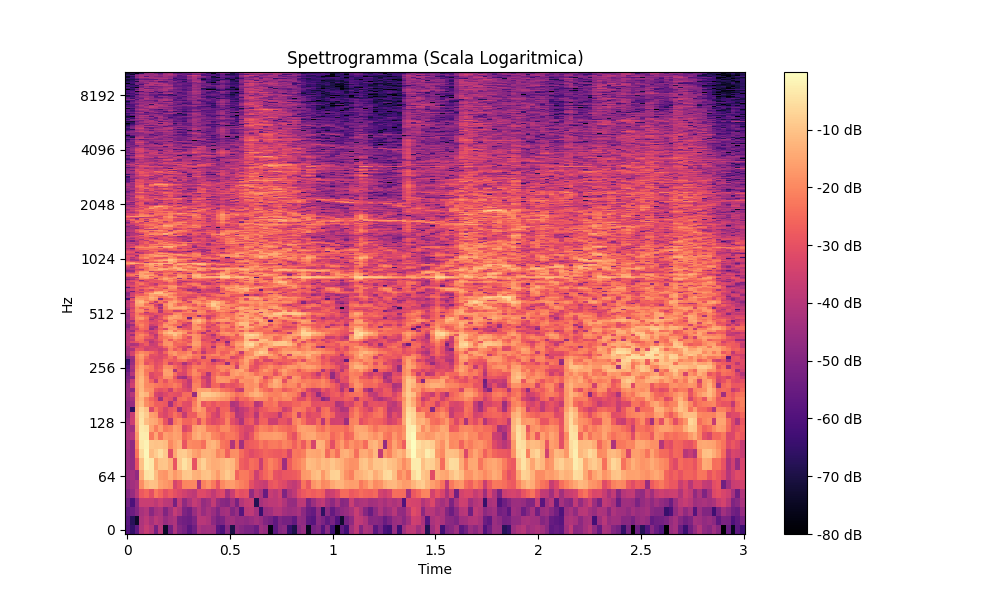 Spettrogramma (Scala Logaritmica)
Hz
8192
4096
2048
1024
512
256
128
64
0
0
0.5
1
1.5
2
2.5
3
Time
-10 dB
-20 dB
-30 dB
-40 dB
-50 dB
-60 dB
-70 dB
-80 dB